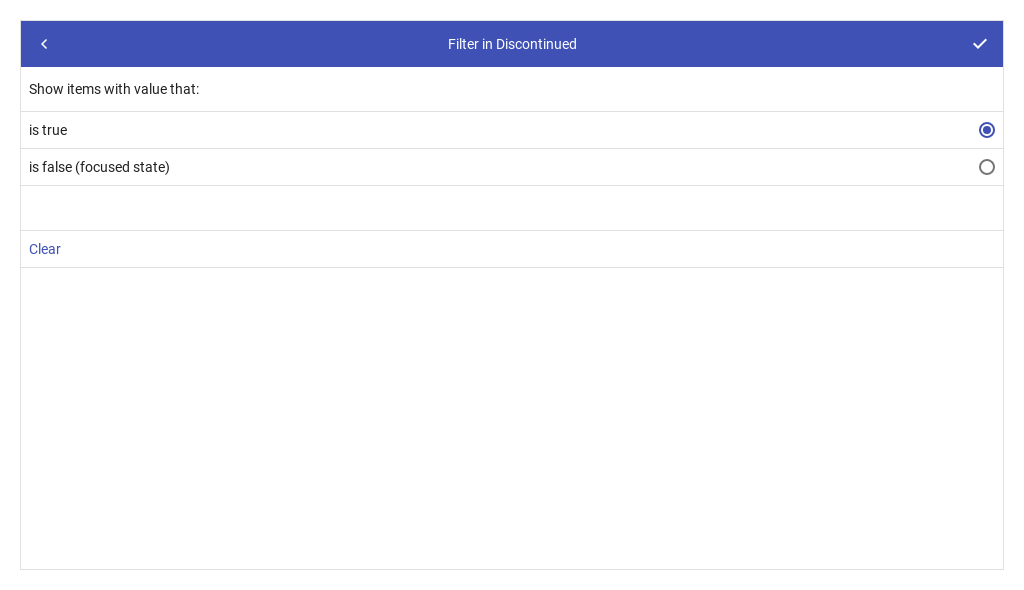 Filter in Discontinued
Show items with value that:
is true
is false (focused state)
Clear